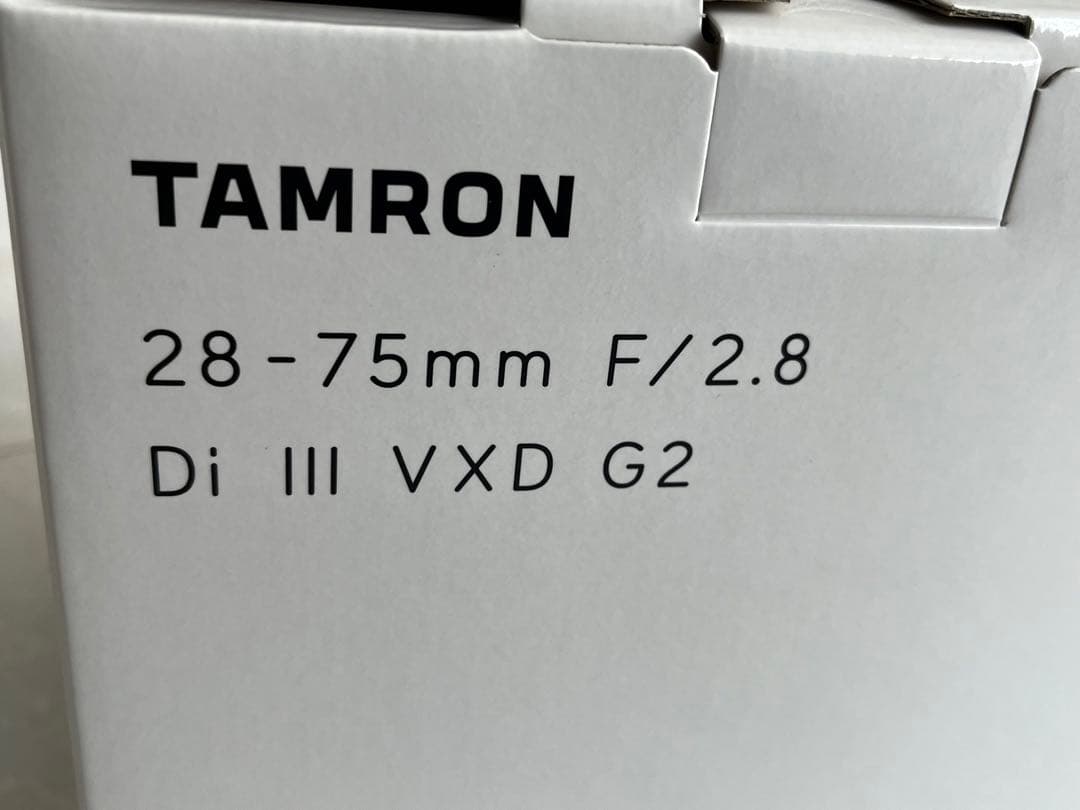 TAMRON
28-75mm F/2.8
Di III VXD G2